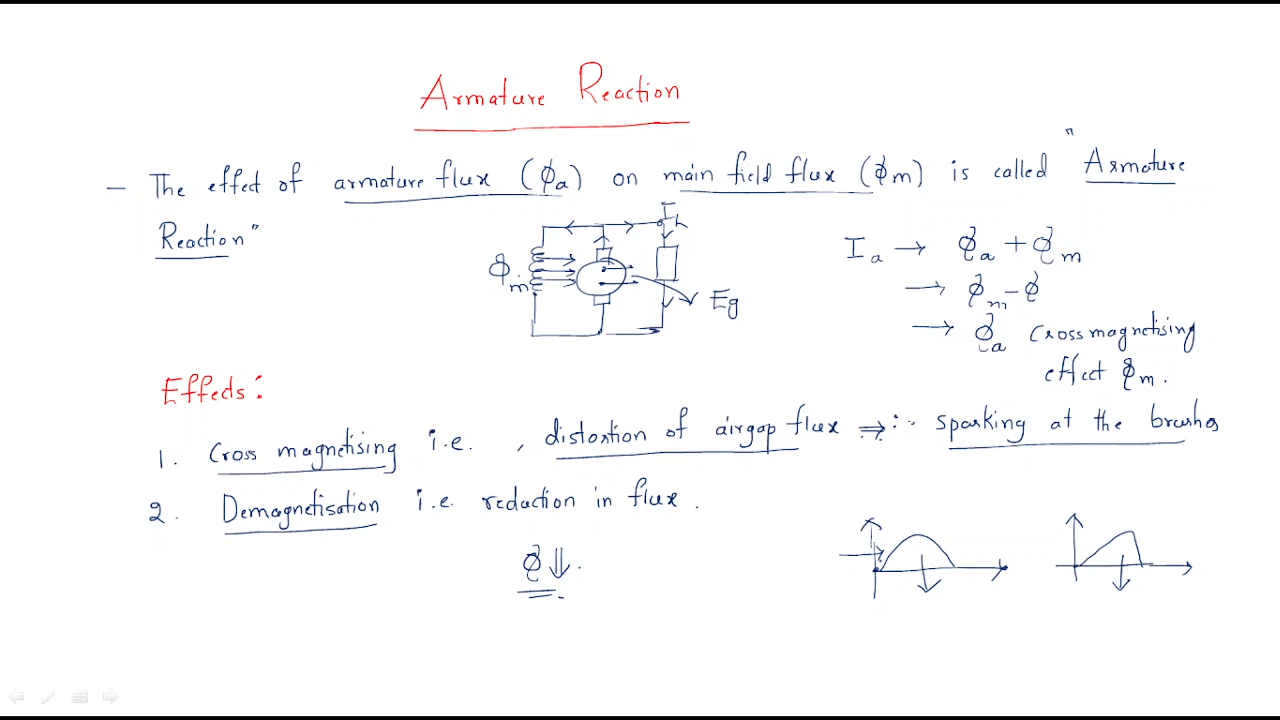 Armature Reaction
- The effect of armature flux (ϕa) on main field flux (ϕm) is called "Armature
Reaction"
ϕm
IL
Eg
Ia → ϕa + ϕm
→ ϕm - ϕ
→ ϕa Cross magnetising
effect ϕm.
Effects:
1. Cross magnetising i.e. , distortion of airgap flux ⇒ ∴ sparking at the brushes
2. Demagnetisation i.e. reduction in flux.
ϕ⇓.